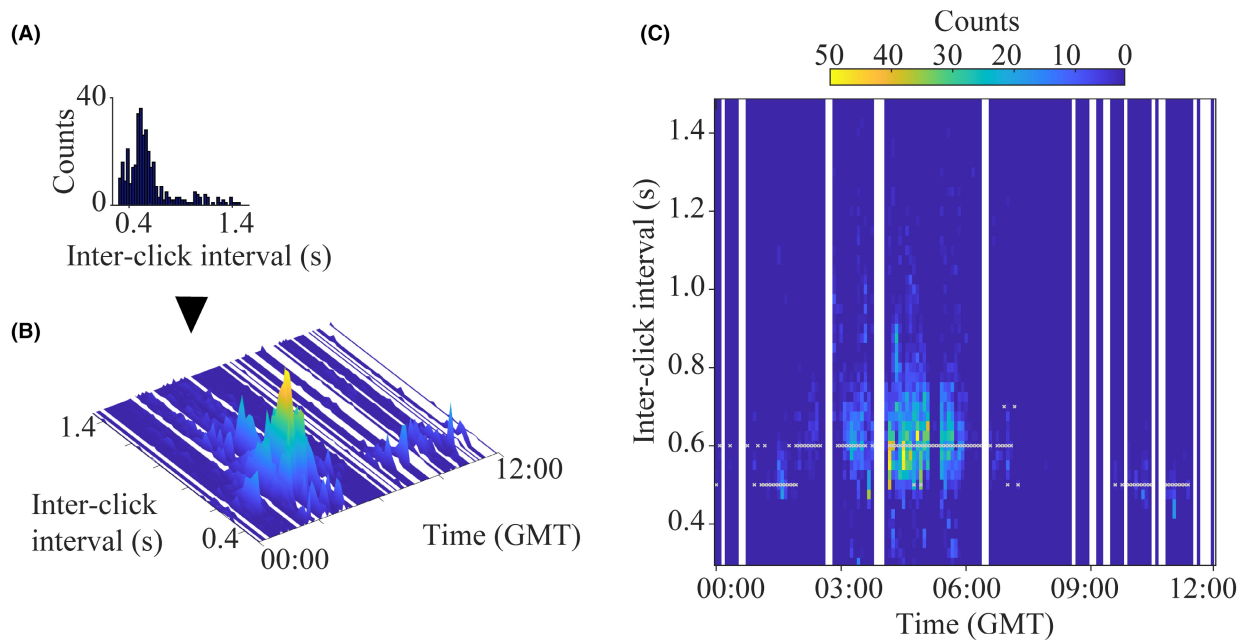 (A)
40
Counts
0
0.4 1.4
Inter-click interval (s)
(B)
1.4
Inter-click
interval (s)
0.4
00:00
12:00
Time (GMT)
(C)
Counts
50 40 30 20 10 0
1.4
1.2
1.0
0.8
0.6
0.4
Inter-click interval (s)
00:00 03:00 06:00 09:00 12:00
Time (GMT)